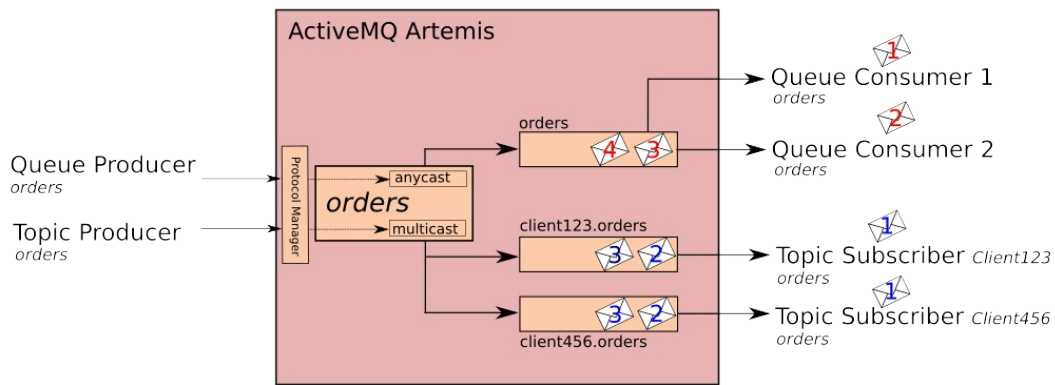 ActiveMQ Artemis
1
Queue Consumer 1
orders
orders
2
4 3
Queue Consumer 2
orders
Queue Producer
orders
Protocol Manager
anycast
orders
multicast
Topic Producer
orders
client123.orders
1
3 2
Topic Subscriber Client123
orders
1
3 2
Topic Subscriber Client456
orders
client456.orders